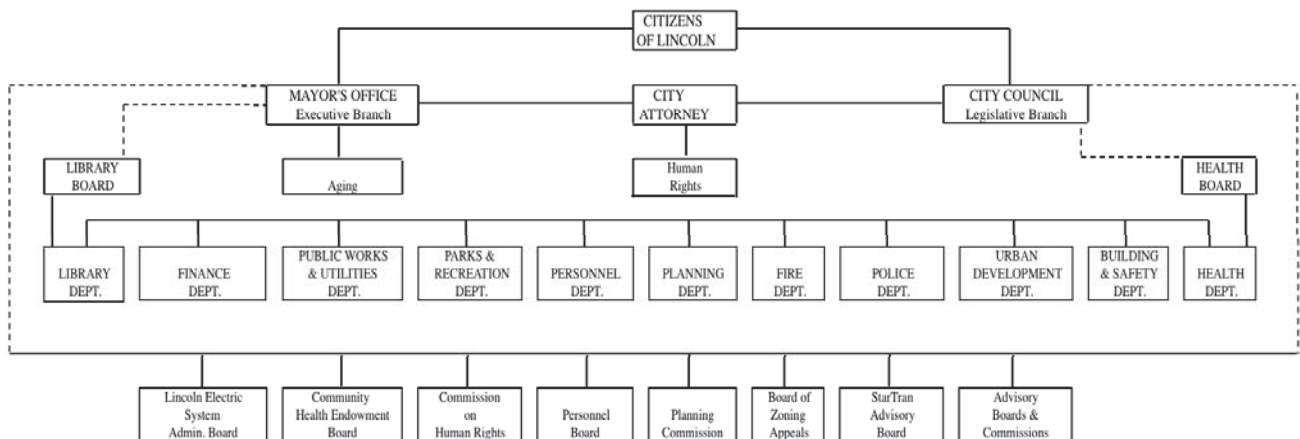 CITIZENS
OF LINCOLN
MAYOR'S OFFICE
Executive Branch
CITY
ATTORNEY
CITY COUNCIL
Legislative Branch
LIBRARY
BOARD
Aging
Human
Rights
HEALTH
BOARD
LIBRARY
DEPT.
FINANCE
DEPT.
PUBLIC WORKS
& UTILITIES
DEPT.
PARKS &
RECREATION
DEPT.
PERSONNEL
DEPT.
PLANNING
DEPT.
FIRE
DEPT.
POLICE
DEPT.
URBAN
DEVELOPMENT
DEPT.
BUILDING
& SAFETY
DEPT.
HEALTH
DEPT.
Lincoln Electric
System
Admin. Board
Community
Health Endowment
Board
Commission
on
Human Rights
Personnel
Board
Planning
Commission
Board of
Zoning
Appeals
StarTran
Advisory
Board
Advisory
Boards &
Commissions